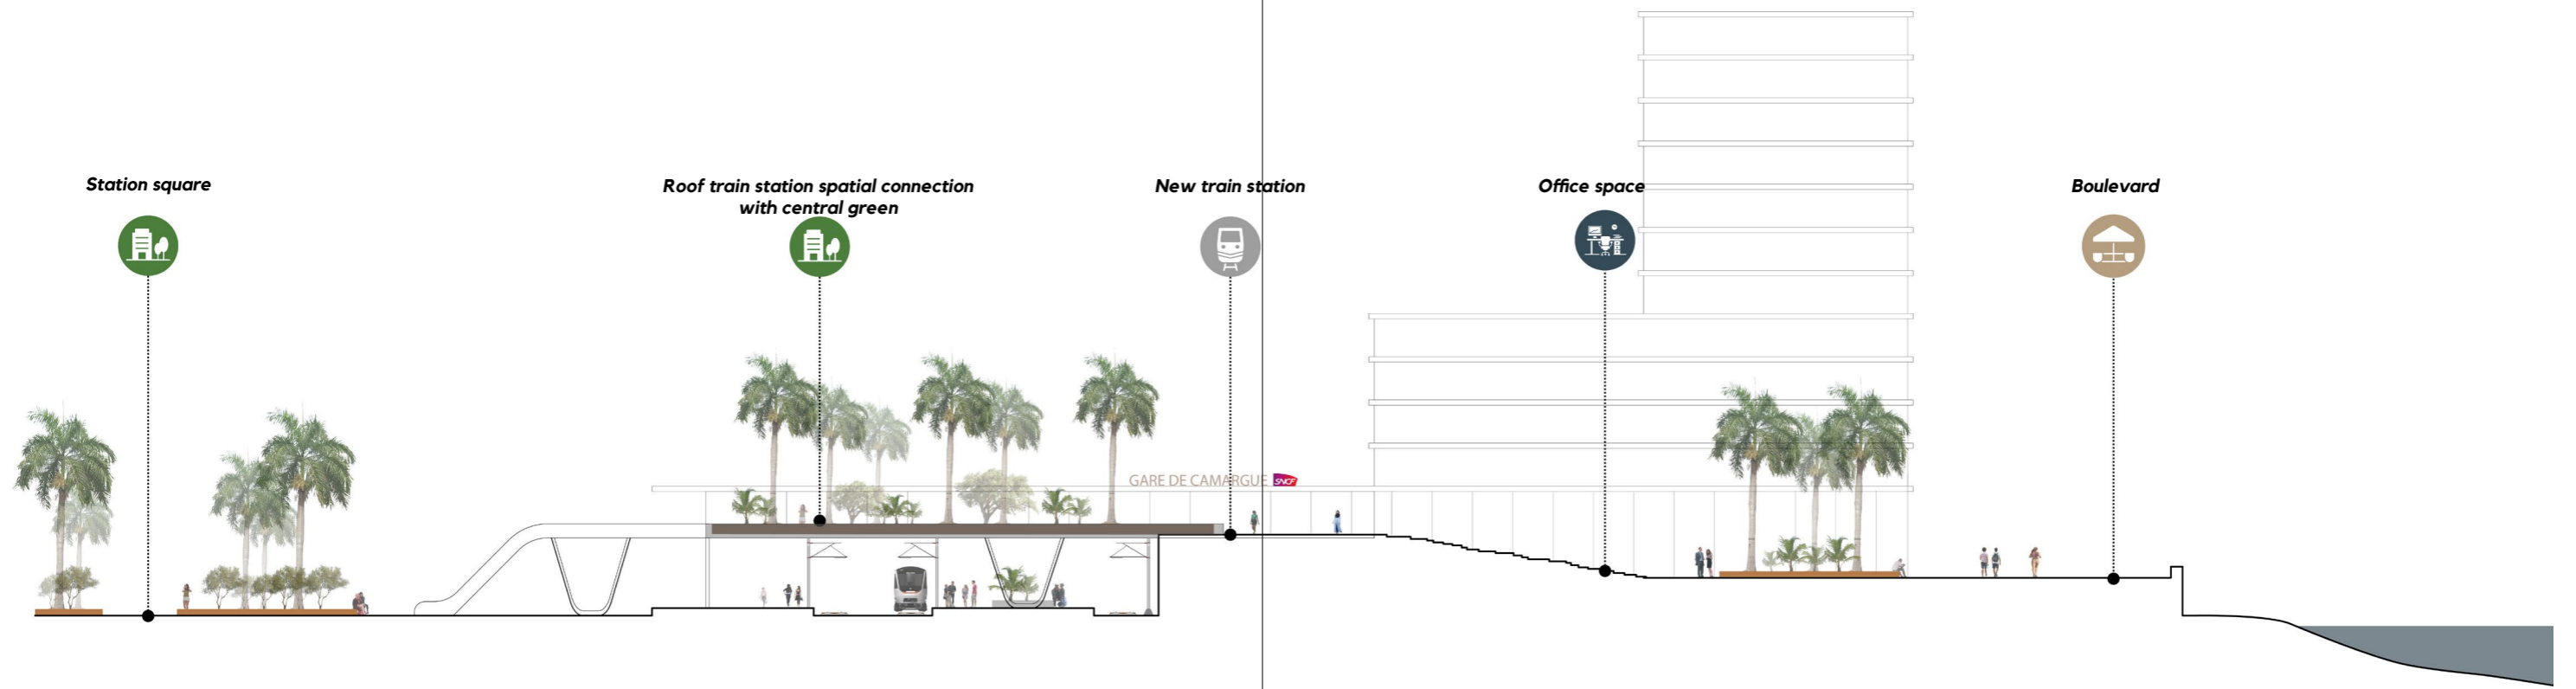 Station square
Roof train station spatial connection
with central green
New train station
Office space
Boulevard
GARE DE CAMARGUE SNCF